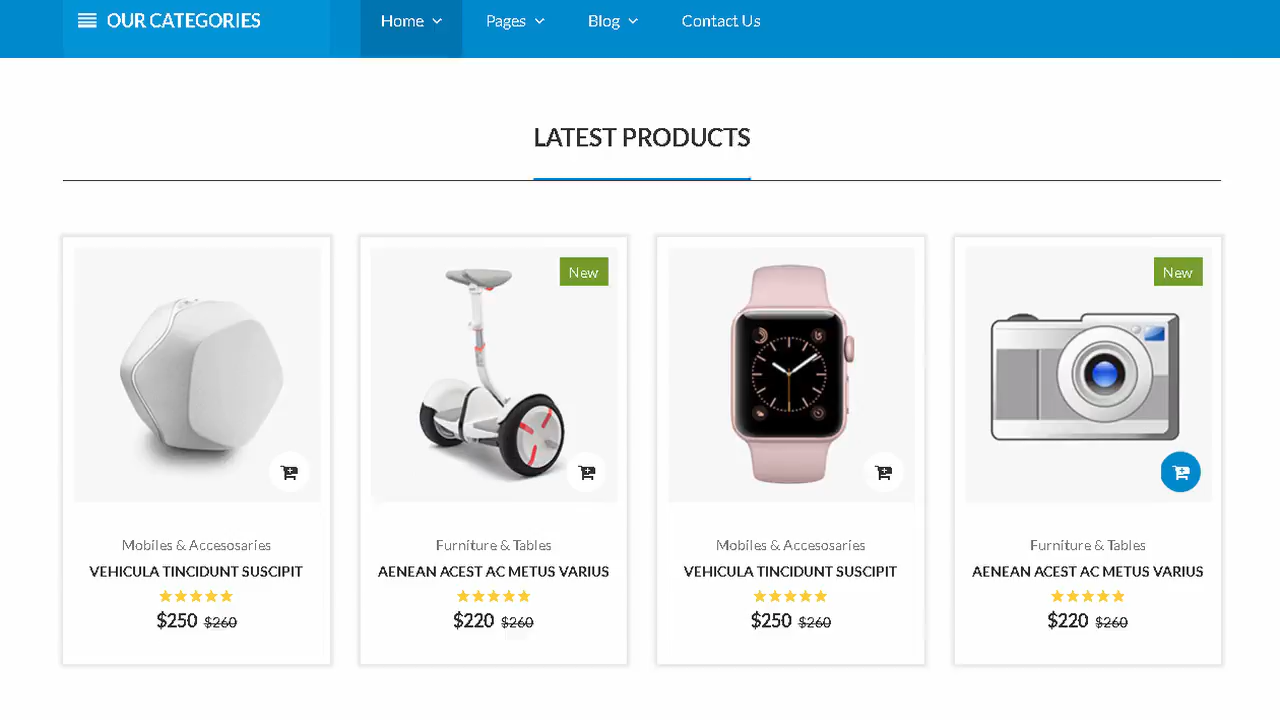 OUR CATEGORIES
Home
Pages
Blog
Contact Us
LATEST PRODUCTS
New
New
Mobiles & Accesosaries
VEHICULA TINCIDUNT SUSCIPIT
$250 $260
Furniture & Tables
AENEAN ACEST AC METUS VARIUS
$220 $260
Mobiles & Accesosaries
VEHICULA TINCIDUNT SUSCIPIT
$250 $260
Furniture & Tables
AENEAN ACEST AC METUS VARIUS
$220 $260